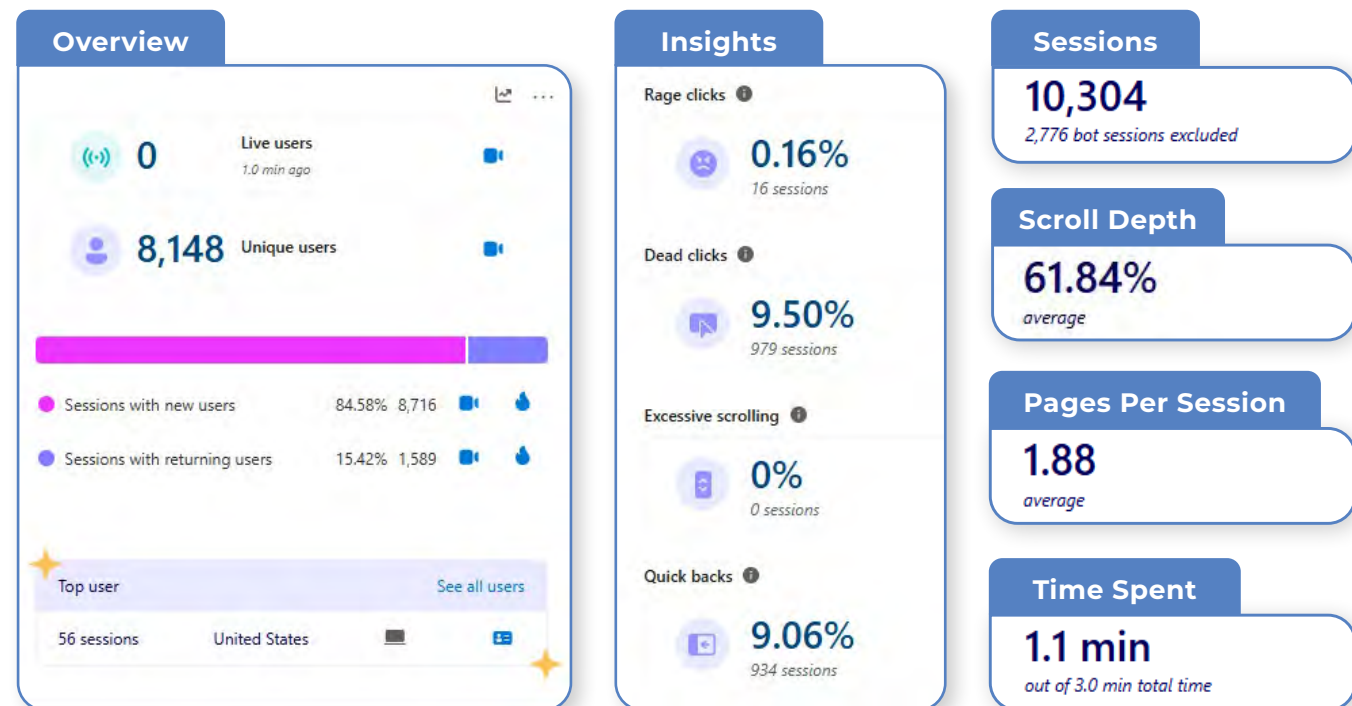 Overview
0
Live users
1.0 min ago
8,148 Unique users
Sessions with new users 84.58% 8,716
Sessions with returning users 15.42% 1,589
Top user See all users
56 sessions United States
Insights
Rage clicks
0.16%
16 sessions
Dead clicks
9.50%
979 sessions
Excessive scrolling
0%
0 sessions
Quick backs
9.06%
934 sessions
Sessions
10,304
2,776 bot sessions excluded
Scroll Depth
61.84%
average
Pages Per Session
1.88
average
Time Spent
1.1 min
out of 3.0 min total time